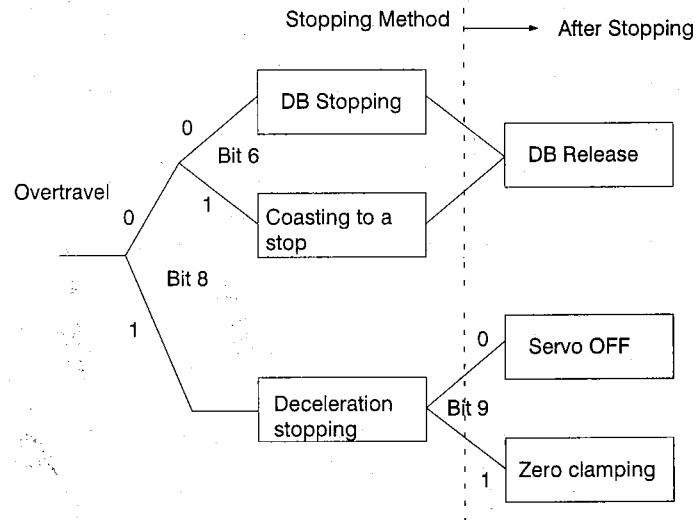 Stopping Method
After Stopping
DB Stopping
0
Bit 6
DB Release
Overtravel
0
1
Coasting to a
stop
Bit 8
1
0
Servo OFF
Deceleration
stopping
Bit 9
1
Zero clamping